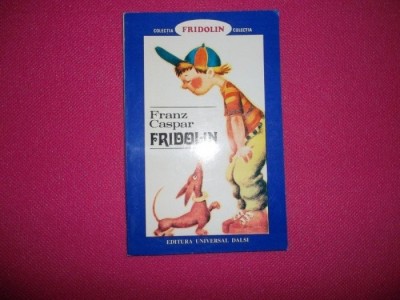 COLECȚIA FRIDOLIN COLECȚIA
Franz
Caspar
FRIDOLIN
EDITURA UNIVERSAL DALSI